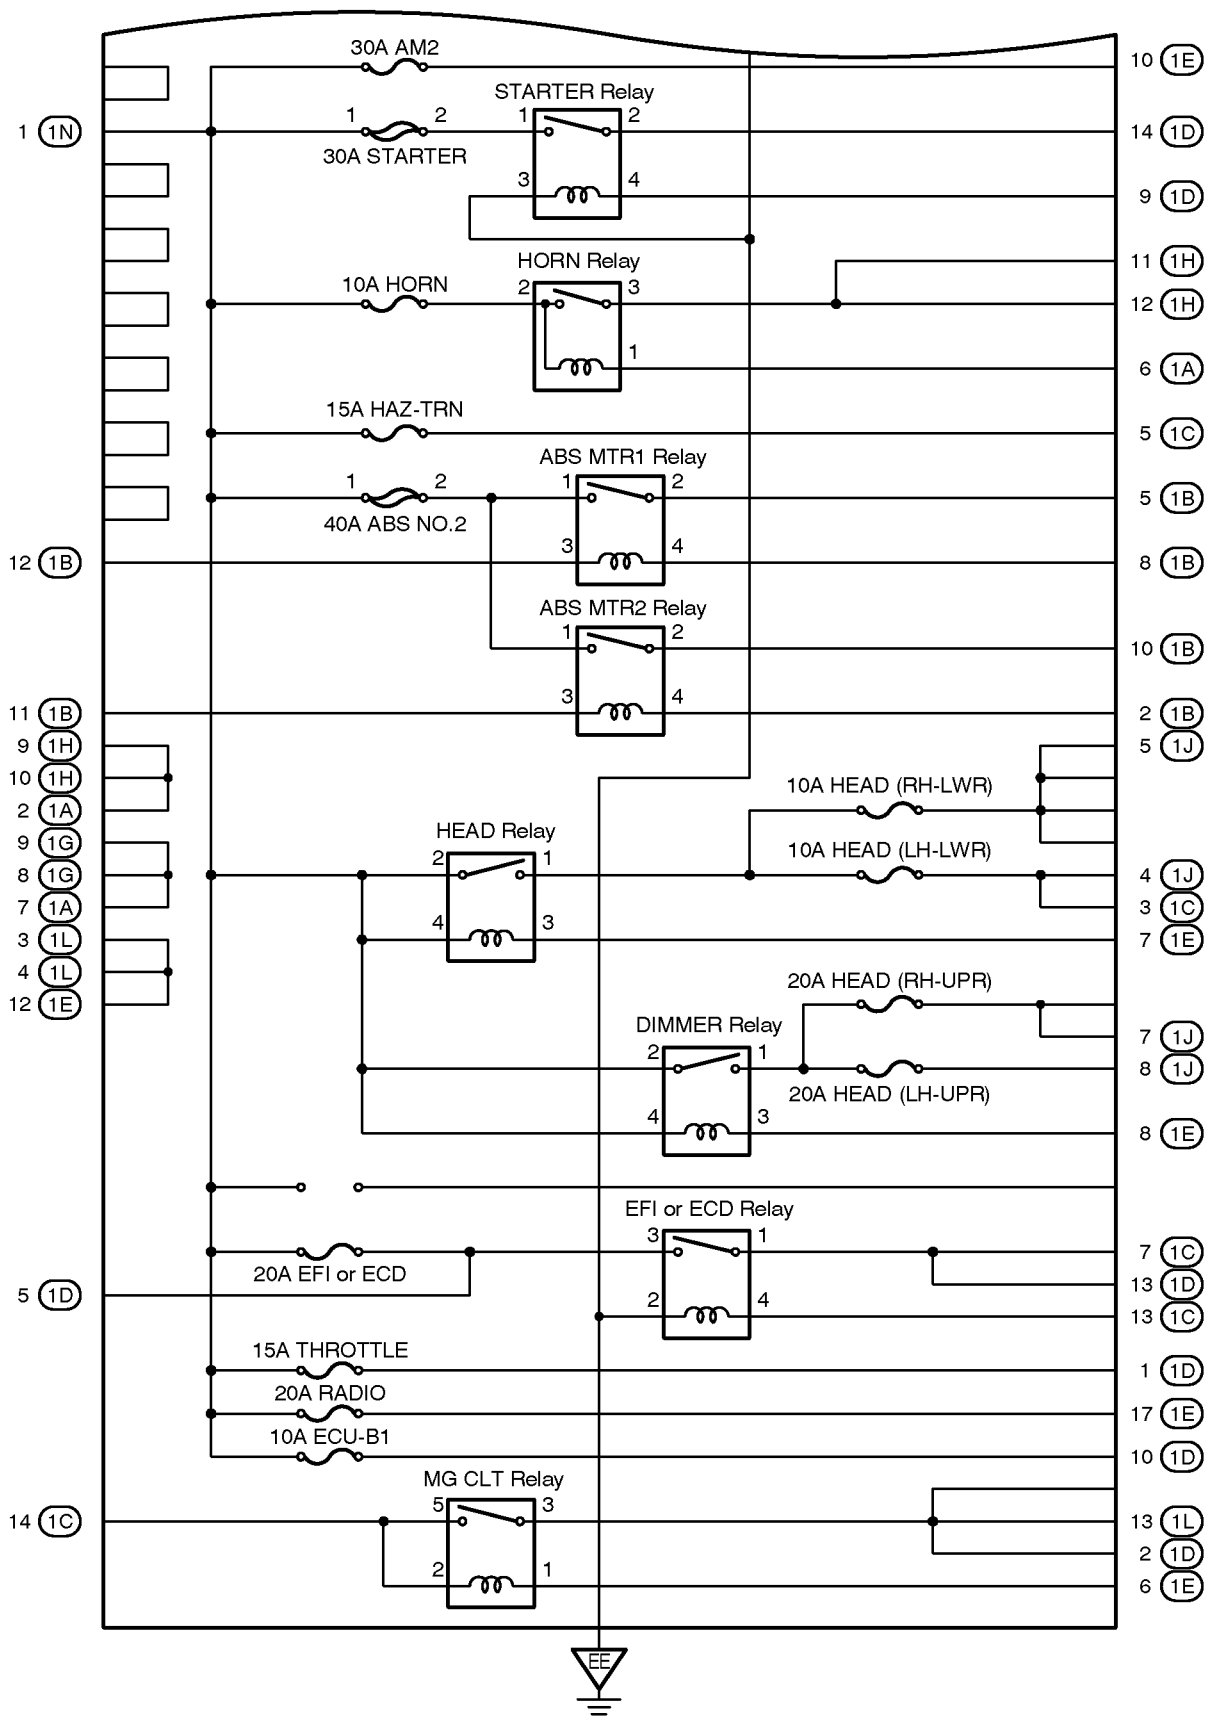 30A AM2
10 1E
STARTER Relay
1 1N
1 2
1 2
14 1D
30A STARTER
3 4
9 1D
HORN Relay
11 1H
10A HORN
2 3
12 1H
1
6 1A
15A HAZ-TRN
5 1C
ABS MTR1 Relay
1 2
1 2
5 1B
40A ABS NO.2
12 1B
3 4
8 1B
ABS MTR2 Relay
1 2
10 1B
11 1B
3 4
2 1B
9 1H
5 1J
10 1H
10A HEAD (RH-LWR)
2 1A
HEAD Relay
9 1G
10A HEAD (LH-LWR)
8 1G
2 1
4 1J
7 1A
3 1C
3 1L
4 3
7 1E
4 1L
20A HEAD (RH-UPR)
12 1E
DIMMER Relay
7 1J
2 1
8 1J
20A HEAD (LH-UPR)
4 3
8 1E
EFI or ECD Relay
3 1
7 1C
20A EFI or ECD
13 1D
5 1D
2 4
13 1C
15A THROTTLE
1 1D
20A RADIO
17 1E
10A ECU-B1
10 1D
MG CLT Relay
14 1C
5 3
13 1L
2 1D
2 1
6 1E
EE